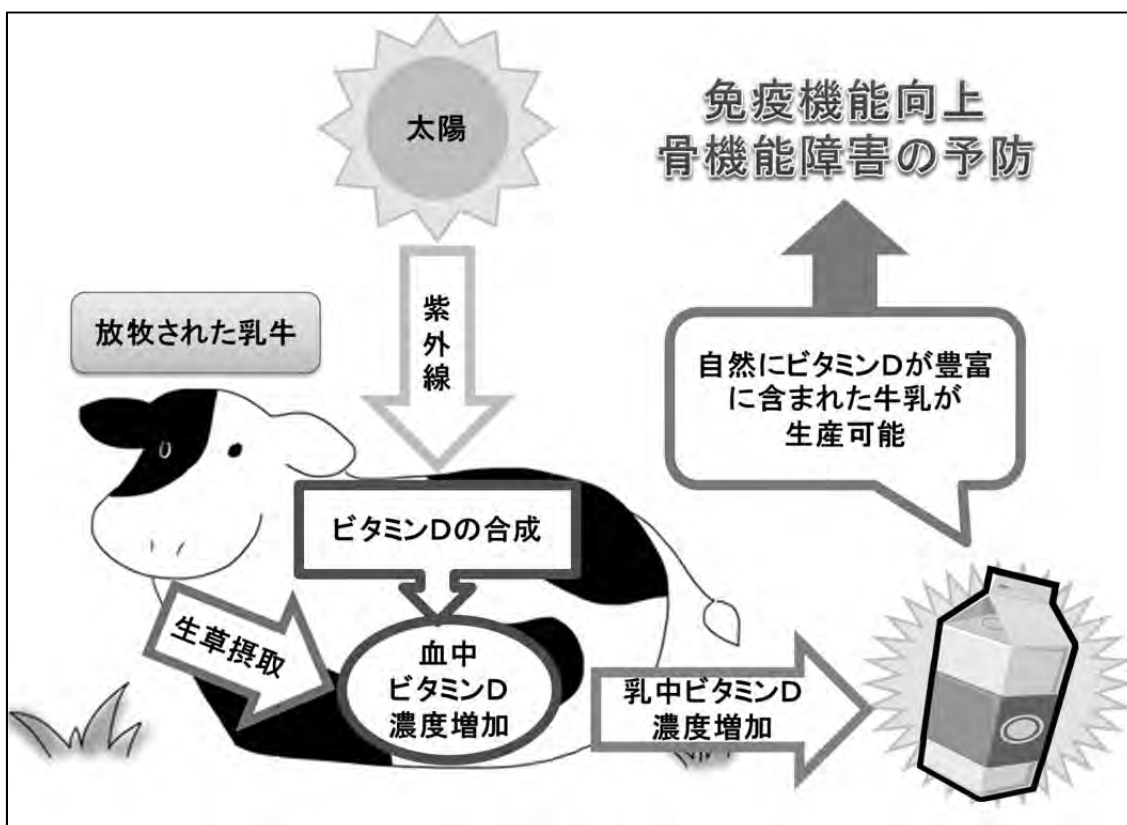 太陽
免疫機能向上
骨機能障害の予防
紫外線
放牧された乳牛
自然にビタミンDが豊富
に含まれた牛乳が
生産可能
ビタミンDの合成
生草摂取
血中
ビタミンD
濃度増加
乳中ビタミンD
濃度増加